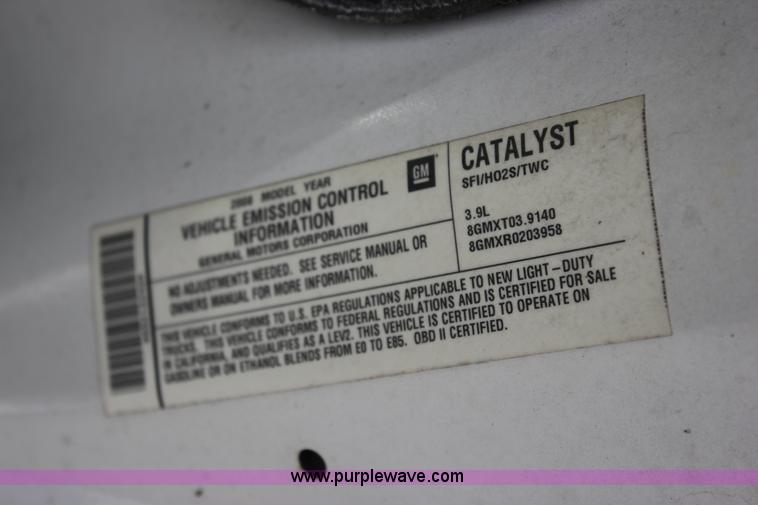 2008 MODEL YEAR
VEHICLE EMISSION CONTROL
INFORMATION
GENERAL MOTORS CORPORATION
GM
NO ADJUSTMENTS NEEDED. SEE SERVICE MANUAL OR
OWNERS MANUAL FOR MORE INFORMATION.
CATALYST
SFI/HO2S/TWC
3.9L
8GMXT03.9140
8GMXR0203958
THIS VEHICLE CONFORMS TO U.S. EPA REGULATIONS APPLICABLE TO NEW LIGHT-DUTY
TRUCKS. THIS VEHICLE CONFORMS TO FEDERAL REGULATIONS AND IS CERTIFIED FOR SALE
IN CALIFORNIA, AND QUALIFIES AS A LEV2. THIS VEHICLE IS CERTIFIED TO OPERATE ON
GASOLINE OR ON ETHANOL BLENDS FROM E0 TO E85. OBD II CERTIFIED.
www.purplewave.com